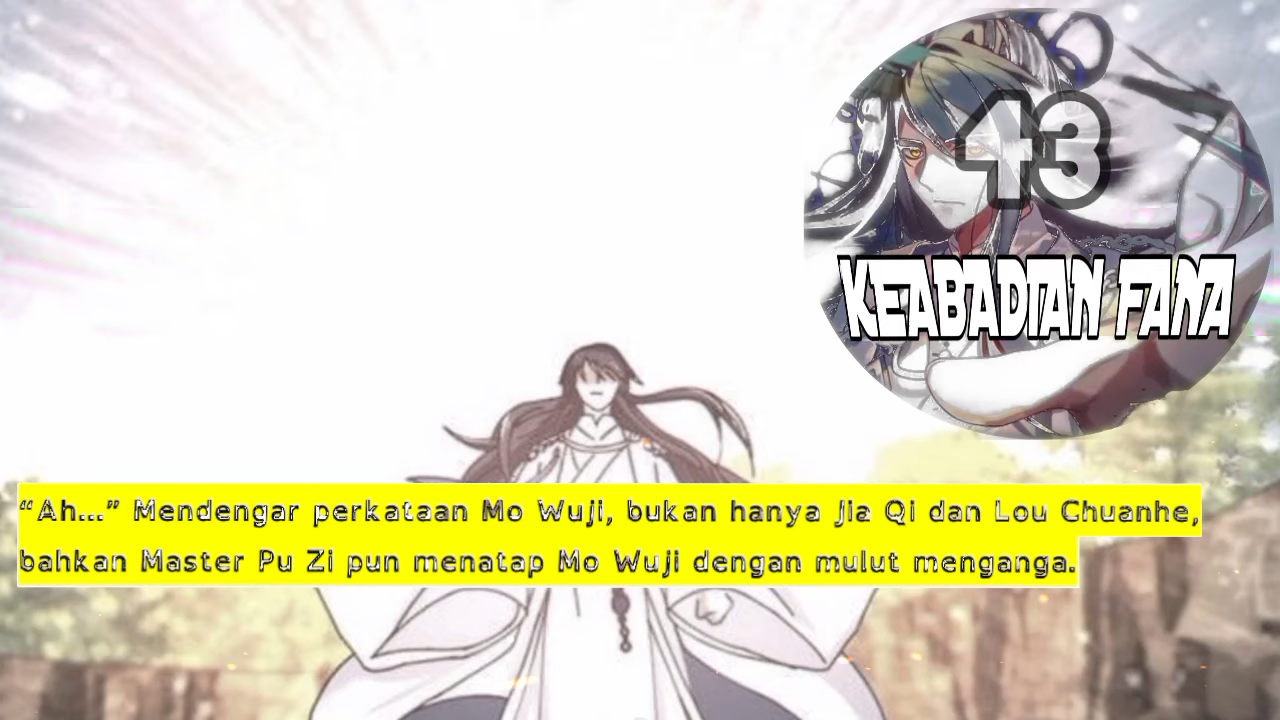 43
KEABADIAN FANA
“Ah...” Mendengar perkataan Mo Wuji, bukan hanya Jia Qi dan Lou Chuanhe,
bahkan Master Pu Zi pun menatap Mo Wuji dengan mulut menganga.